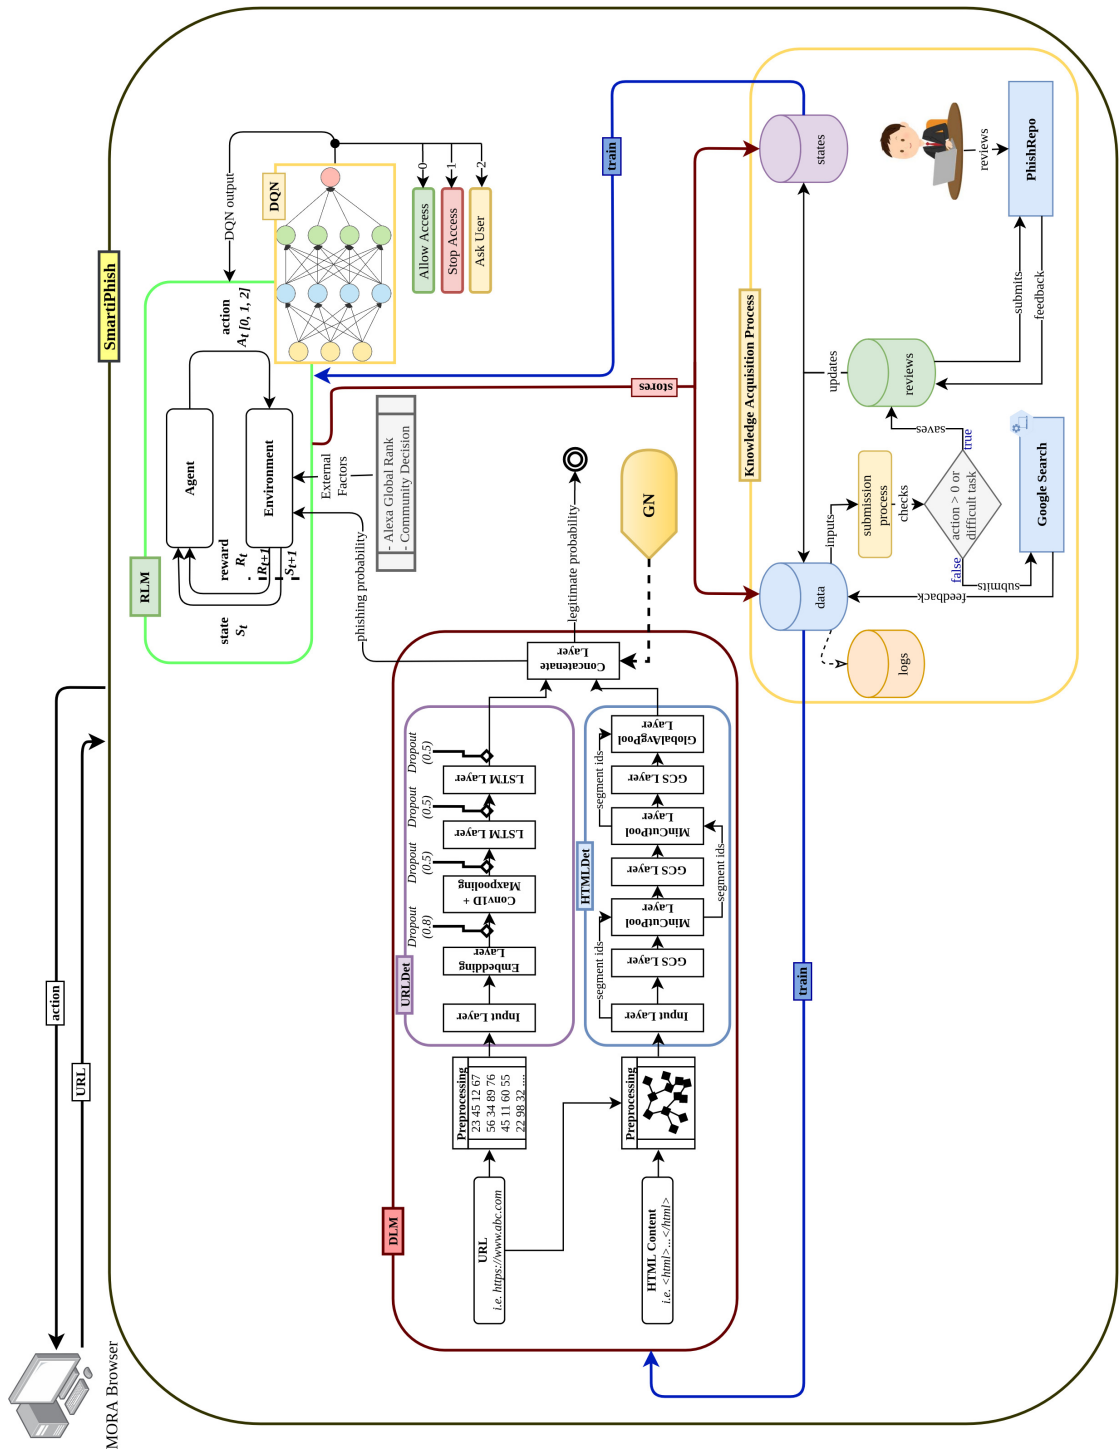 MORA Browser
action
URL
SmartiPhish
RLM
Agent
Environment
state
St
reward
Rt
Rt+1
St+1
action
At [0, 1, 2]
DQN output
DQN
0
1
2
Allow Access
Stop Access
Ask User
External
Factors
- Alexa Global Rank
- Community Decision
phishing probability
legitimate probability
GN
stores
train
DLM
URL
i.e. https://www.abc.com
HTML Content
i.e. <html>...</html>
Preprocessing
23 45 12 67
56 34 89 76
45 11 60 55
22 98 32 ....
Preprocessing
URLDet
Input Layer
Embedding
Layer
Conv1D +
Maxpooling
LSTM Layer
LSTM Layer
Dropout
(0.8)
Dropout
(0.5)
Dropout
(0.5)
Dropout
(0.5)
HTMLDet
Input Layer
GCS Layer
MinCutPool
Layer
GCS Layer
MinCutPool
Layer
GCS Layer
GlobalAvgPool
Layer
segment ids
segment ids
segment ids
Concatenate
Layer
train
Knowledge Acquisition Process
logs
data
states
inputs
submission
process
checks
action > 0 or
difficult task
false
true
submits
feedback
Google Search
saves
reviews
updates
submits
feedback
reviews
PhishRepo